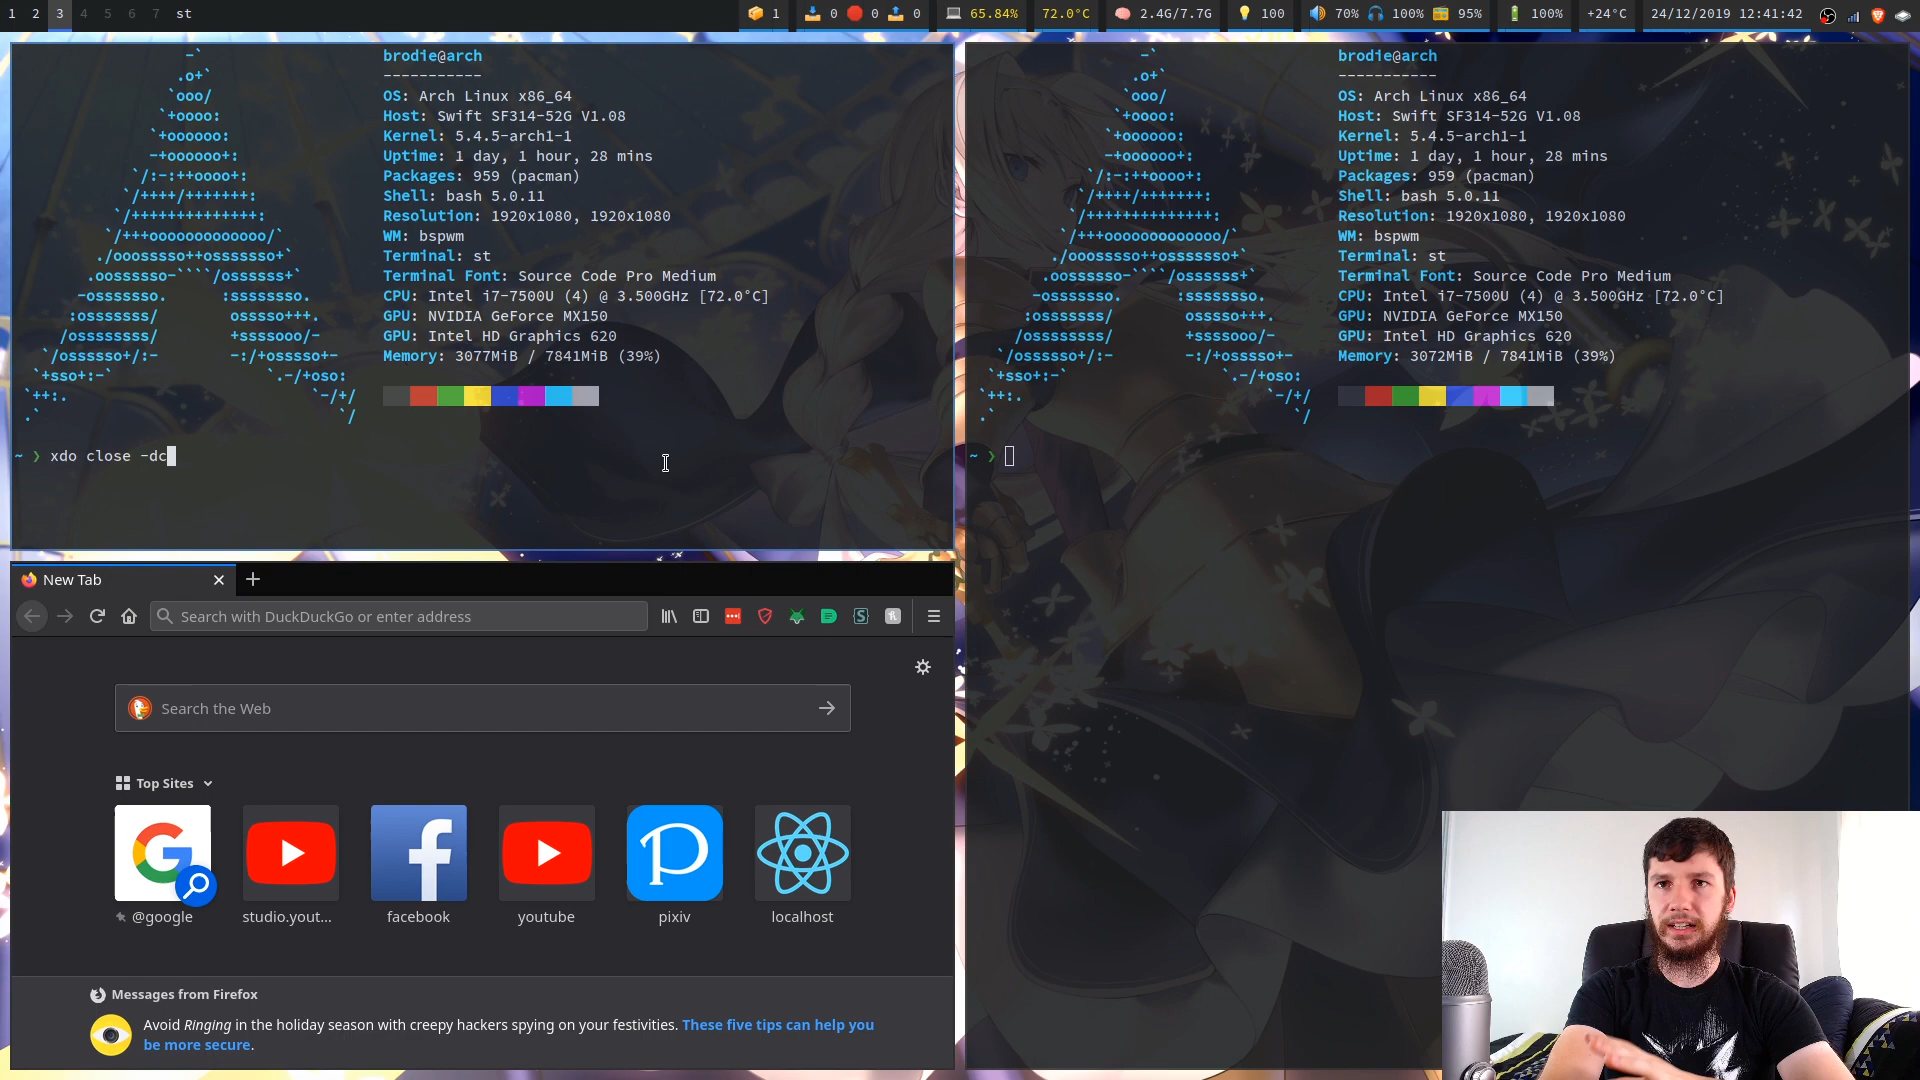 1 2 3 4 5 6 7 st
1 0 0 0 65.84% 72.0°C 2.4G/7.7G 100 70% 100% 95% 100% +24°C 24/12/2019 12:41:42
brodie@arch
-----------
OS: Arch Linux x86_64
Host: Swift SF314-52G V1.08
Kernel: 5.4.5-arch1-1
Uptime: 1 day, 1 hour, 28 mins
Packages: 959 (pacman)
Shell: bash 5.0.11
Resolution: 1920x1080, 1920x1080
WM: bspwm
Terminal: st
Terminal Font: Source Code Pro Medium
CPU: Intel i7-7500U (4) @ 3.500GHz [72.0°C]
GPU: NVIDIA GeForce MX150
GPU: Intel HD Graphics 620
Memory: 3077MiB / 7841MiB (39%)
~ ❯ xdo close -dc
brodie@arch
-----------
OS: Arch Linux x86_64
Host: Swift SF314-52G V1.08
Kernel: 5.4.5-arch1-1
Uptime: 1 day, 1 hour, 28 mins
Packages: 959 (pacman)
Shell: bash 5.0.11
Resolution: 1920x1080, 1920x1080
WM: bspwm
Terminal: st
Terminal Font: Source Code Pro Medium
CPU: Intel i7-7500U (4) @ 3.500GHz [72.0°C]
GPU: NVIDIA GeForce MX150
GPU: Intel HD Graphics 620
Memory: 3072MiB / 7841MiB (39%)
~ ❯
New Tab
Search with DuckDuckGo or enter address
Search the Web
Top Sites
@google studio.yout... facebook youtube pixiv localhost
Messages from Firefox
Avoid Ringing in the holiday season with creepy hackers spying on your festivities. These five tips can help you
be more secure.